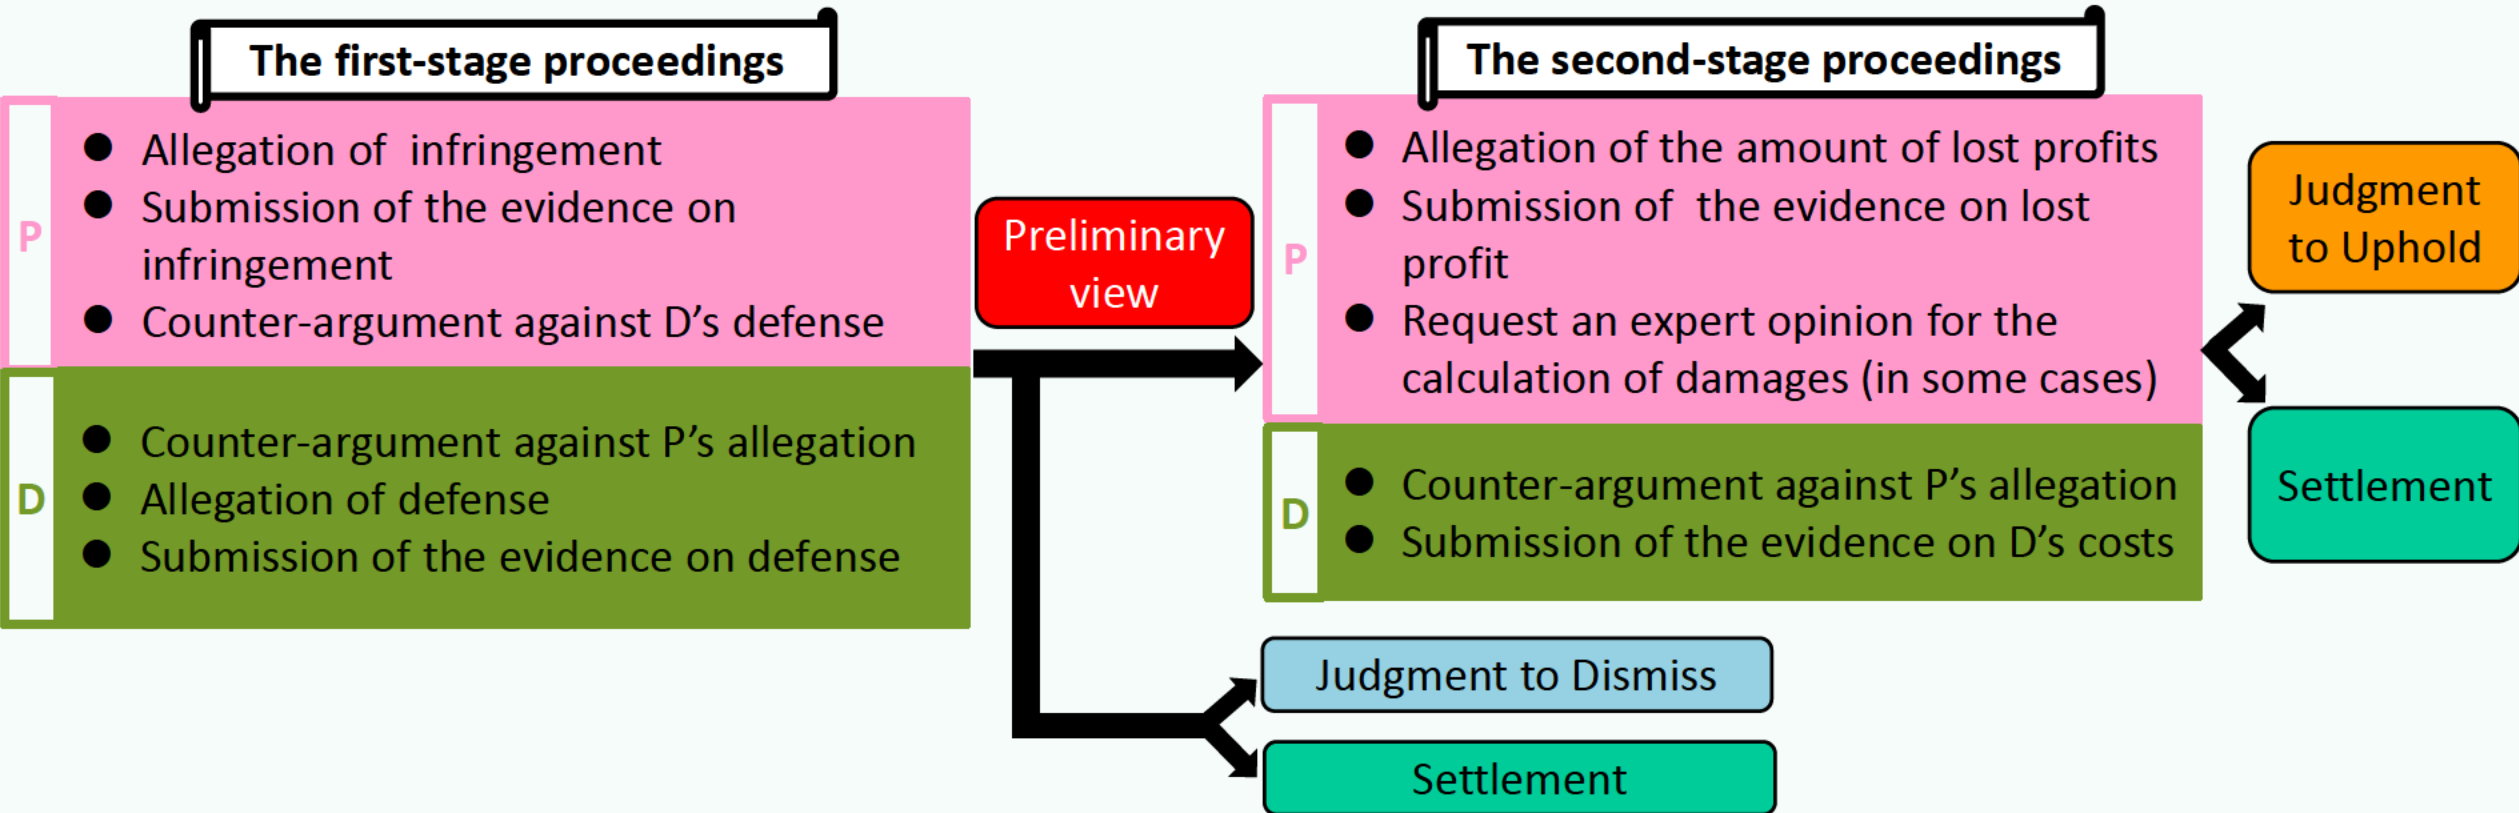 The first-stage proceedings
P
● Allegation of infringement
● Submission of the evidence on
infringement
● Counter-argument against D’s defense
D
● Counter-argument against P’s allegation
● Allegation of defense
● Submission of the evidence on defense
Preliminary
view
The second-stage proceedings
P
● Allegation of the amount of lost profits
● Submission of the evidence on lost
profit
● Request an expert opinion for the
calculation of damages (in some cases)
D
● Counter-argument against P’s allegation
● Submission of the evidence on D’s costs
Judgment
to Uphold
Settlement
Judgment to Dismiss
Settlement